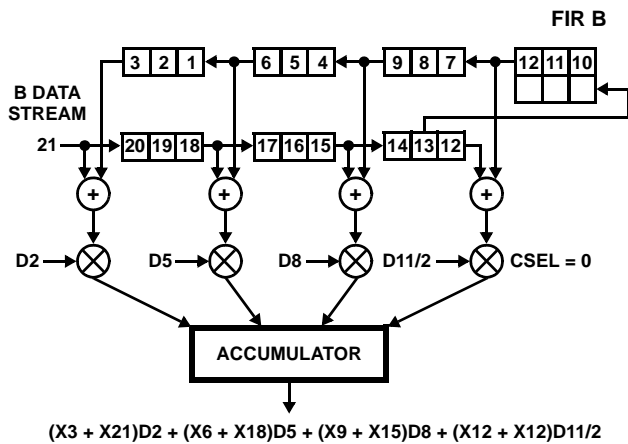 FIR B
3 2 1 6 5 4 9 8 7 12 11 10
B DATA
STREAM
21 20 19 18 17 16 15 14 13 12
+ + + +
D2 D5 D8 D11/2 CSEL = 0
ACCUMULATOR
(X3 + X21)D2 + (X6 + X18)D5 + (X9 + X15)D8 + (X12 + X12)D11/2